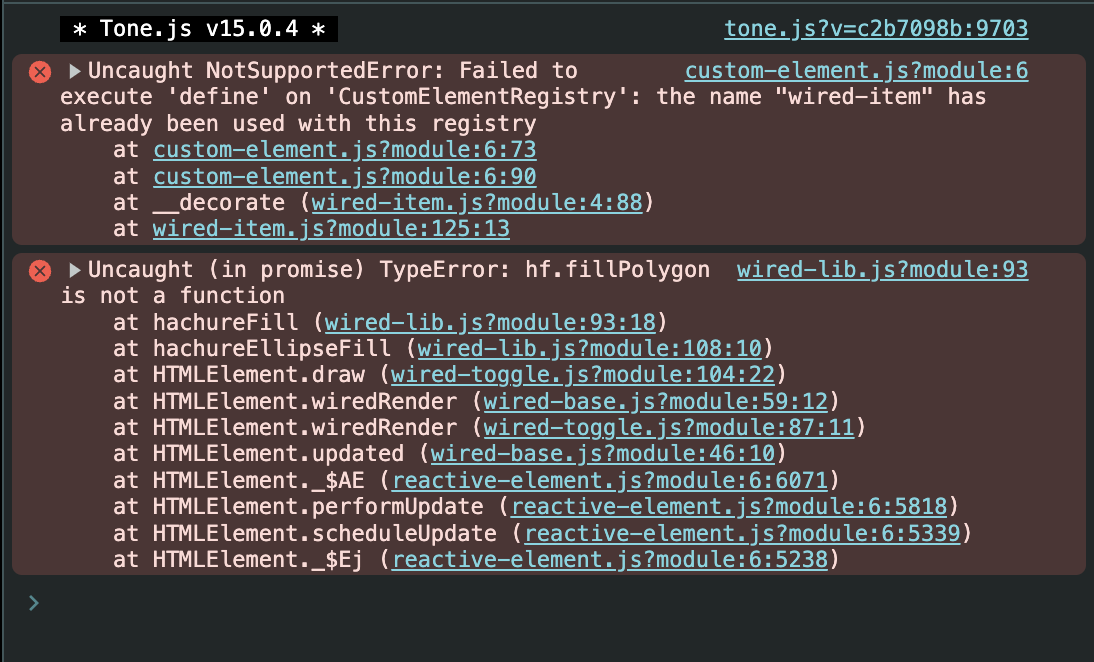 * Tone.js v15.0.4 * tone.js?v=c2b7098b:9703
▶Uncaught NotSupportedError: Failed to custom-element.js?module:6
execute 'define' on 'CustomElementRegistry': the name "wired-item" has
already been used with this registry
at custom-element.js?module:6:73
at custom-element.js?module:6:90
at __decorate (wired-item.js?module:4:88)
at wired-item.js?module:125:13
▶Uncaught (in promise) TypeError: hf.fillPolygon wired-lib.js?module:93
is not a function
at hachureFill (wired-lib.js?module:93:18)
at hachureEllipseFill (wired-lib.js?module:108:10)
at HTMLElement.draw (wired-toggle.js?module:104:22)
at HTMLElement.wiredRender (wired-base.js?module:59:12)
at HTMLElement.wiredRender (wired-toggle.js?module:87:11)
at HTMLElement.updated (wired-base.js?module:46:10)
at HTMLElement._$AE (reactive-element.js?module:6:6071)
at HTMLElement.performUpdate (reactive-element.js?module:6:5818)
at HTMLElement.scheduleUpdate (reactive-element.js?module:6:5339)
at HTMLElement._$Ej (reactive-element.js?module:6:5238)